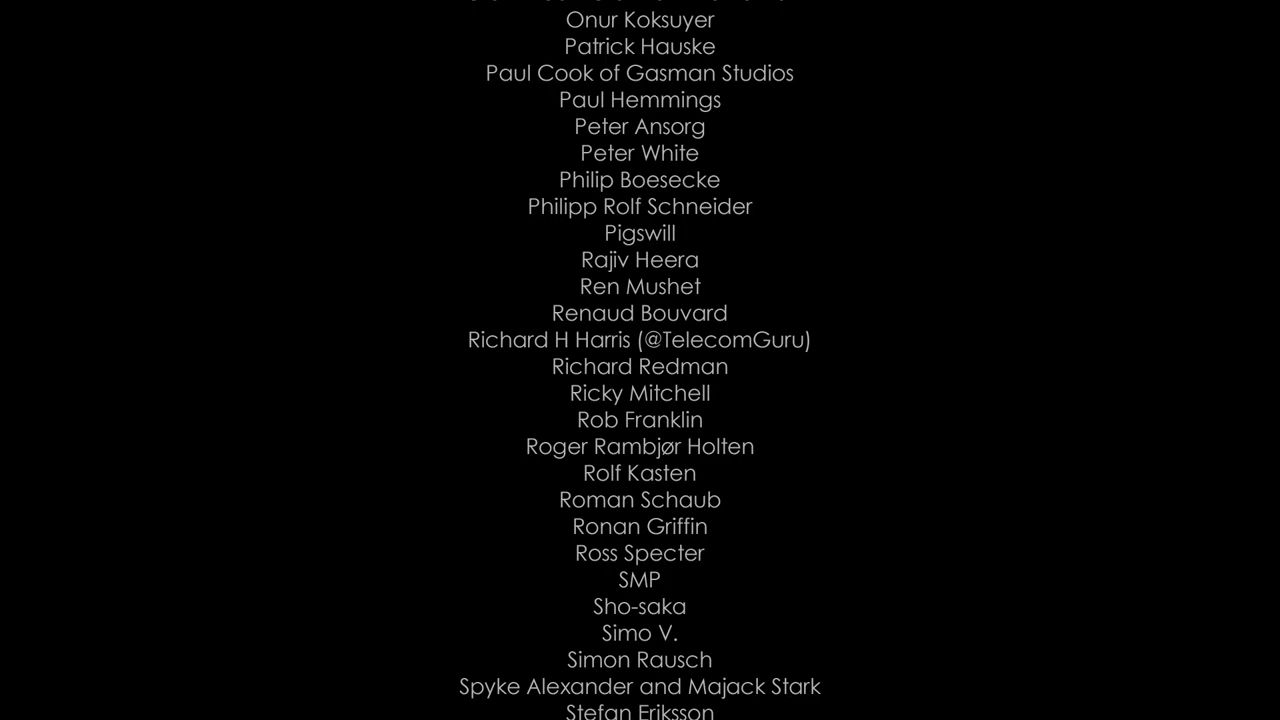 Onur Koksuyer
Patrick Hauske
Paul Cook of Gasman Studios
Paul Hemmings
Peter Ansorg
Peter White
Philip Boesecke
Philipp Rolf Schneider
Pigswill
Rajiv Heera
Ren Mushet
Renaud Bouvard
Richard H Harris (@TelecomGuru)
Richard Redman
Ricky Mitchell
Rob Franklin
Roger Rambjør Holten
Rolf Kasten
Roman Schaub
Ronan Griffin
Ross Specter
SMP
Sho-saka
Simo V.
Simon Rausch
Spyke Alexander and Majack Stark
Stefan Eriksson